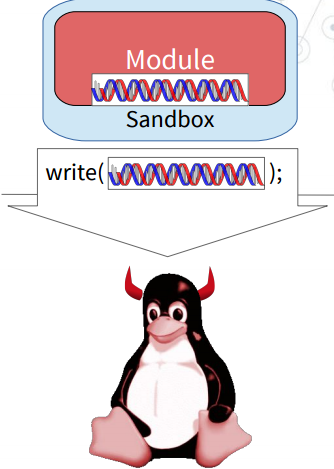 Module
Sandbox
write( );